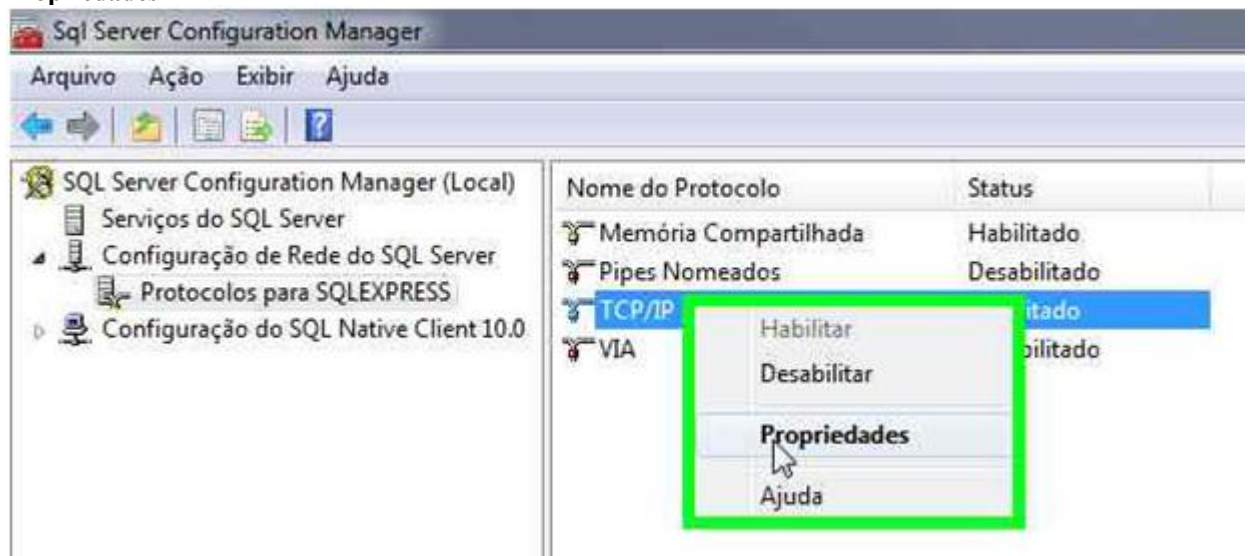 Sql Server Configuration Manager
Arquivo Ação Exibir Ajuda
SQL Server Configuration Manager (Local)
Serviços do SQL Server
Configuração de Rede do SQL Server
Protocolos para SQLEXPRESS
Configuração do SQL Native Client 10.0
Nome do Protocolo Status
Memória Compartilhada Habilitado
Pipes Nomeados Desabilitado
TCP/IP itado
VIA bilitado
Habilitar
Desabilitar
Propriedades
Ajuda